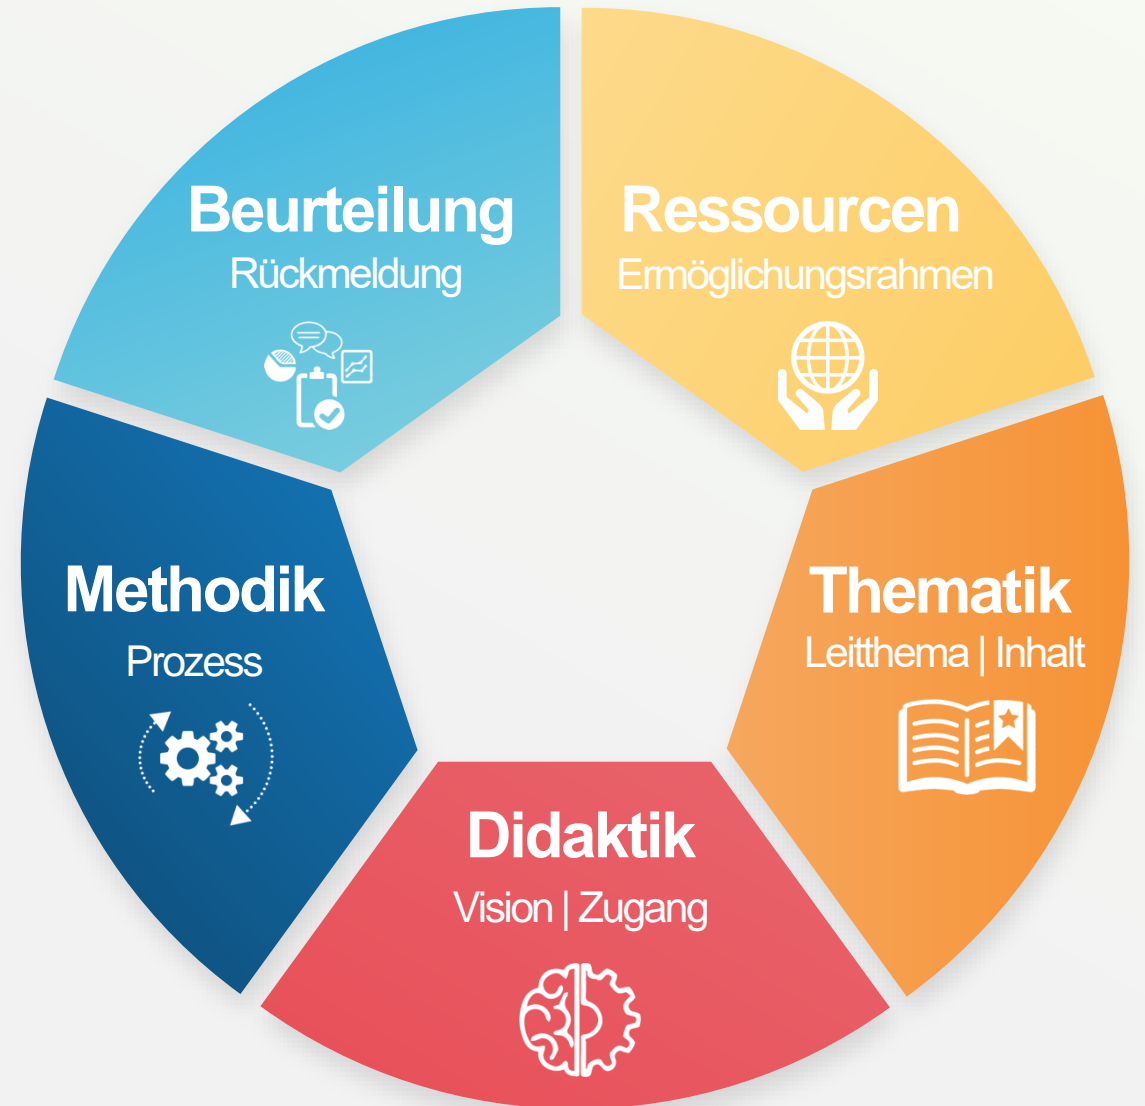 Beurteilung
Rückmeldung
Ressourcen
Ermöglichungsrahmen
Thematik
Leitthema | Inhalt
Didaktik
Vision | Zugang
Methodik
Prozess